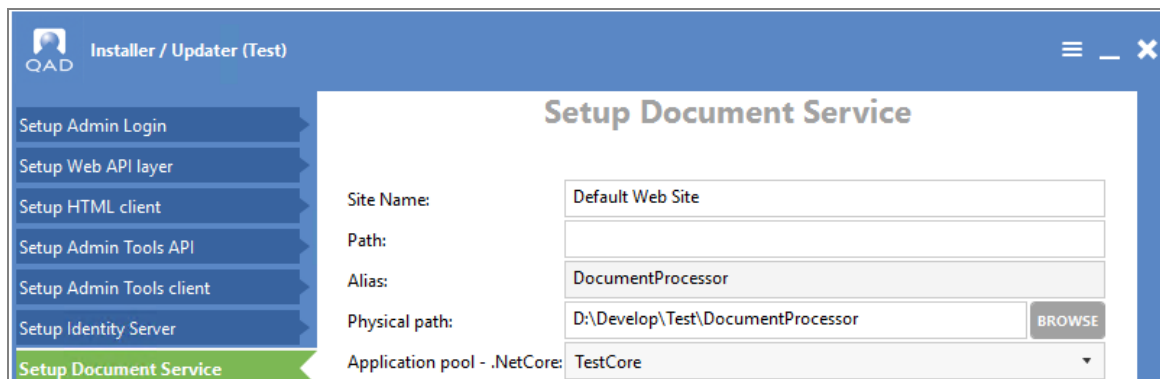 QAD
Installer / Updater (Test)
Setup Admin Login
Setup Web API layer
Setup HTML client
Setup Admin Tools API
Setup Admin Tools client
Setup Identity Server
Setup Document Service
Setup Document Service
Site Name: Default Web Site
Path:
Alias: DocumentProcessor
Physical path: D:\Develop\Test\DocumentProcessor BROWSE
Application pool - .NetCore: TestCore